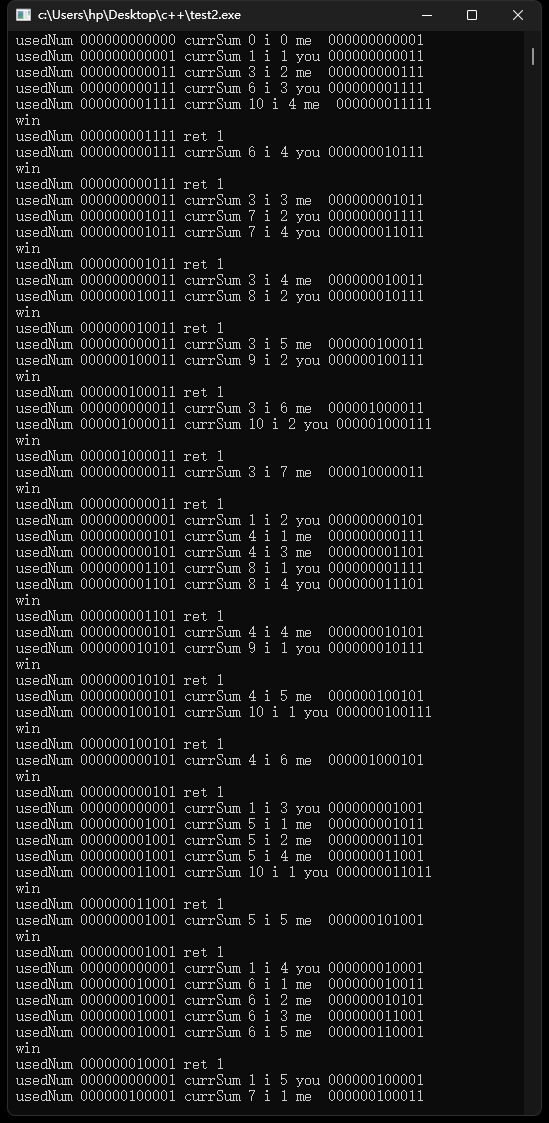 c:\Users\hp\Desktop\c++\test2.exe
usedNum 000000000000 currSum 0 i 0 me  000000000001
usedNum 000000000001 currSum 1 i 1 you 000000000011
usedNum 000000000011 currSum 3 i 2 me  000000000111
usedNum 000000000111 currSum 6 i 3 you 000000001111
usedNum 000000001111 currSum 10 i 4 me  000000011111
win
usedNum 000000001111 ret 1
usedNum 000000000111 currSum 6 i 4 you 000000010111
win
usedNum 000000000111 ret 1
usedNum 000000000011 currSum 3 i 3 me  000000001011
usedNum 000000001011 currSum 7 i 2 you 000000001111
usedNum 000000001011 currSum 7 i 4 you 000000011011
win
usedNum 000000001011 ret 1
usedNum 000000000011 currSum 3 i 4 me  000000010011
usedNum 000000010011 currSum 8 i 2 you 000000010111
win
usedNum 000000010011 ret 1
usedNum 000000000011 currSum 3 i 5 me  000000100011
usedNum 000000100011 currSum 9 i 2 you 000000100111
win
usedNum 000000100011 ret 1
usedNum 000000000011 currSum 3 i 6 me  000001000011
usedNum 000001000011 currSum 10 i 2 you 000001000111
win
usedNum 000001000011 ret 1
usedNum 000000000011 currSum 3 i 7 me  000010000011
win
usedNum 000000000011 ret 1
usedNum 000000000001 currSum 1 i 2 you 000000000101
usedNum 000000000101 currSum 4 i 1 me  000000000111
usedNum 000000000101 currSum 4 i 3 me  000000001101
usedNum 000000001101 currSum 8 i 1 you 000000001111
usedNum 000000001101 currSum 8 i 4 you 000000011101
win
usedNum 000000001101 ret 1
usedNum 000000000101 currSum 4 i 4 me  000000010101
usedNum 000000010101 currSum 9 i 1 you 000000010111
win
usedNum 000000010101 ret 1
usedNum 000000000101 currSum 4 i 5 me  000000100101
usedNum 000000100101 currSum 10 i 1 you 000000100111
win
usedNum 000000100101 ret 1
usedNum 000000000101 currSum 4 i 6 me  000001000101
win
usedNum 000000000101 ret 1
usedNum 000000000001 currSum 1 i 3 you 000000001001
usedNum 000000001001 currSum 5 i 1 me  000000001011
usedNum 000000001001 currSum 5 i 2 me  000000001101
usedNum 000000001001 currSum 5 i 4 me  000000011001
usedNum 000000011001 currSum 10 i 1 you 000000011011
win
usedNum 000000011001 ret 1
usedNum 000000001001 currSum 5 i 5 me  000000101001
win
usedNum 000000001001 ret 1
usedNum 000000000001 currSum 1 i 4 you 000000010001
usedNum 000000010001 currSum 6 i 1 me  000000010011
usedNum 000000010001 currSum 6 i 2 me  000000010101
usedNum 000000010001 currSum 6 i 3 me  000000011001
usedNum 000000010001 currSum 6 i 5 me  000000110001
win
usedNum 000000010001 ret 1
usedNum 000000000001 currSum 1 i 5 you 000000100001
usedNum 000000100001 currSum 7 i 1 me  000000100011